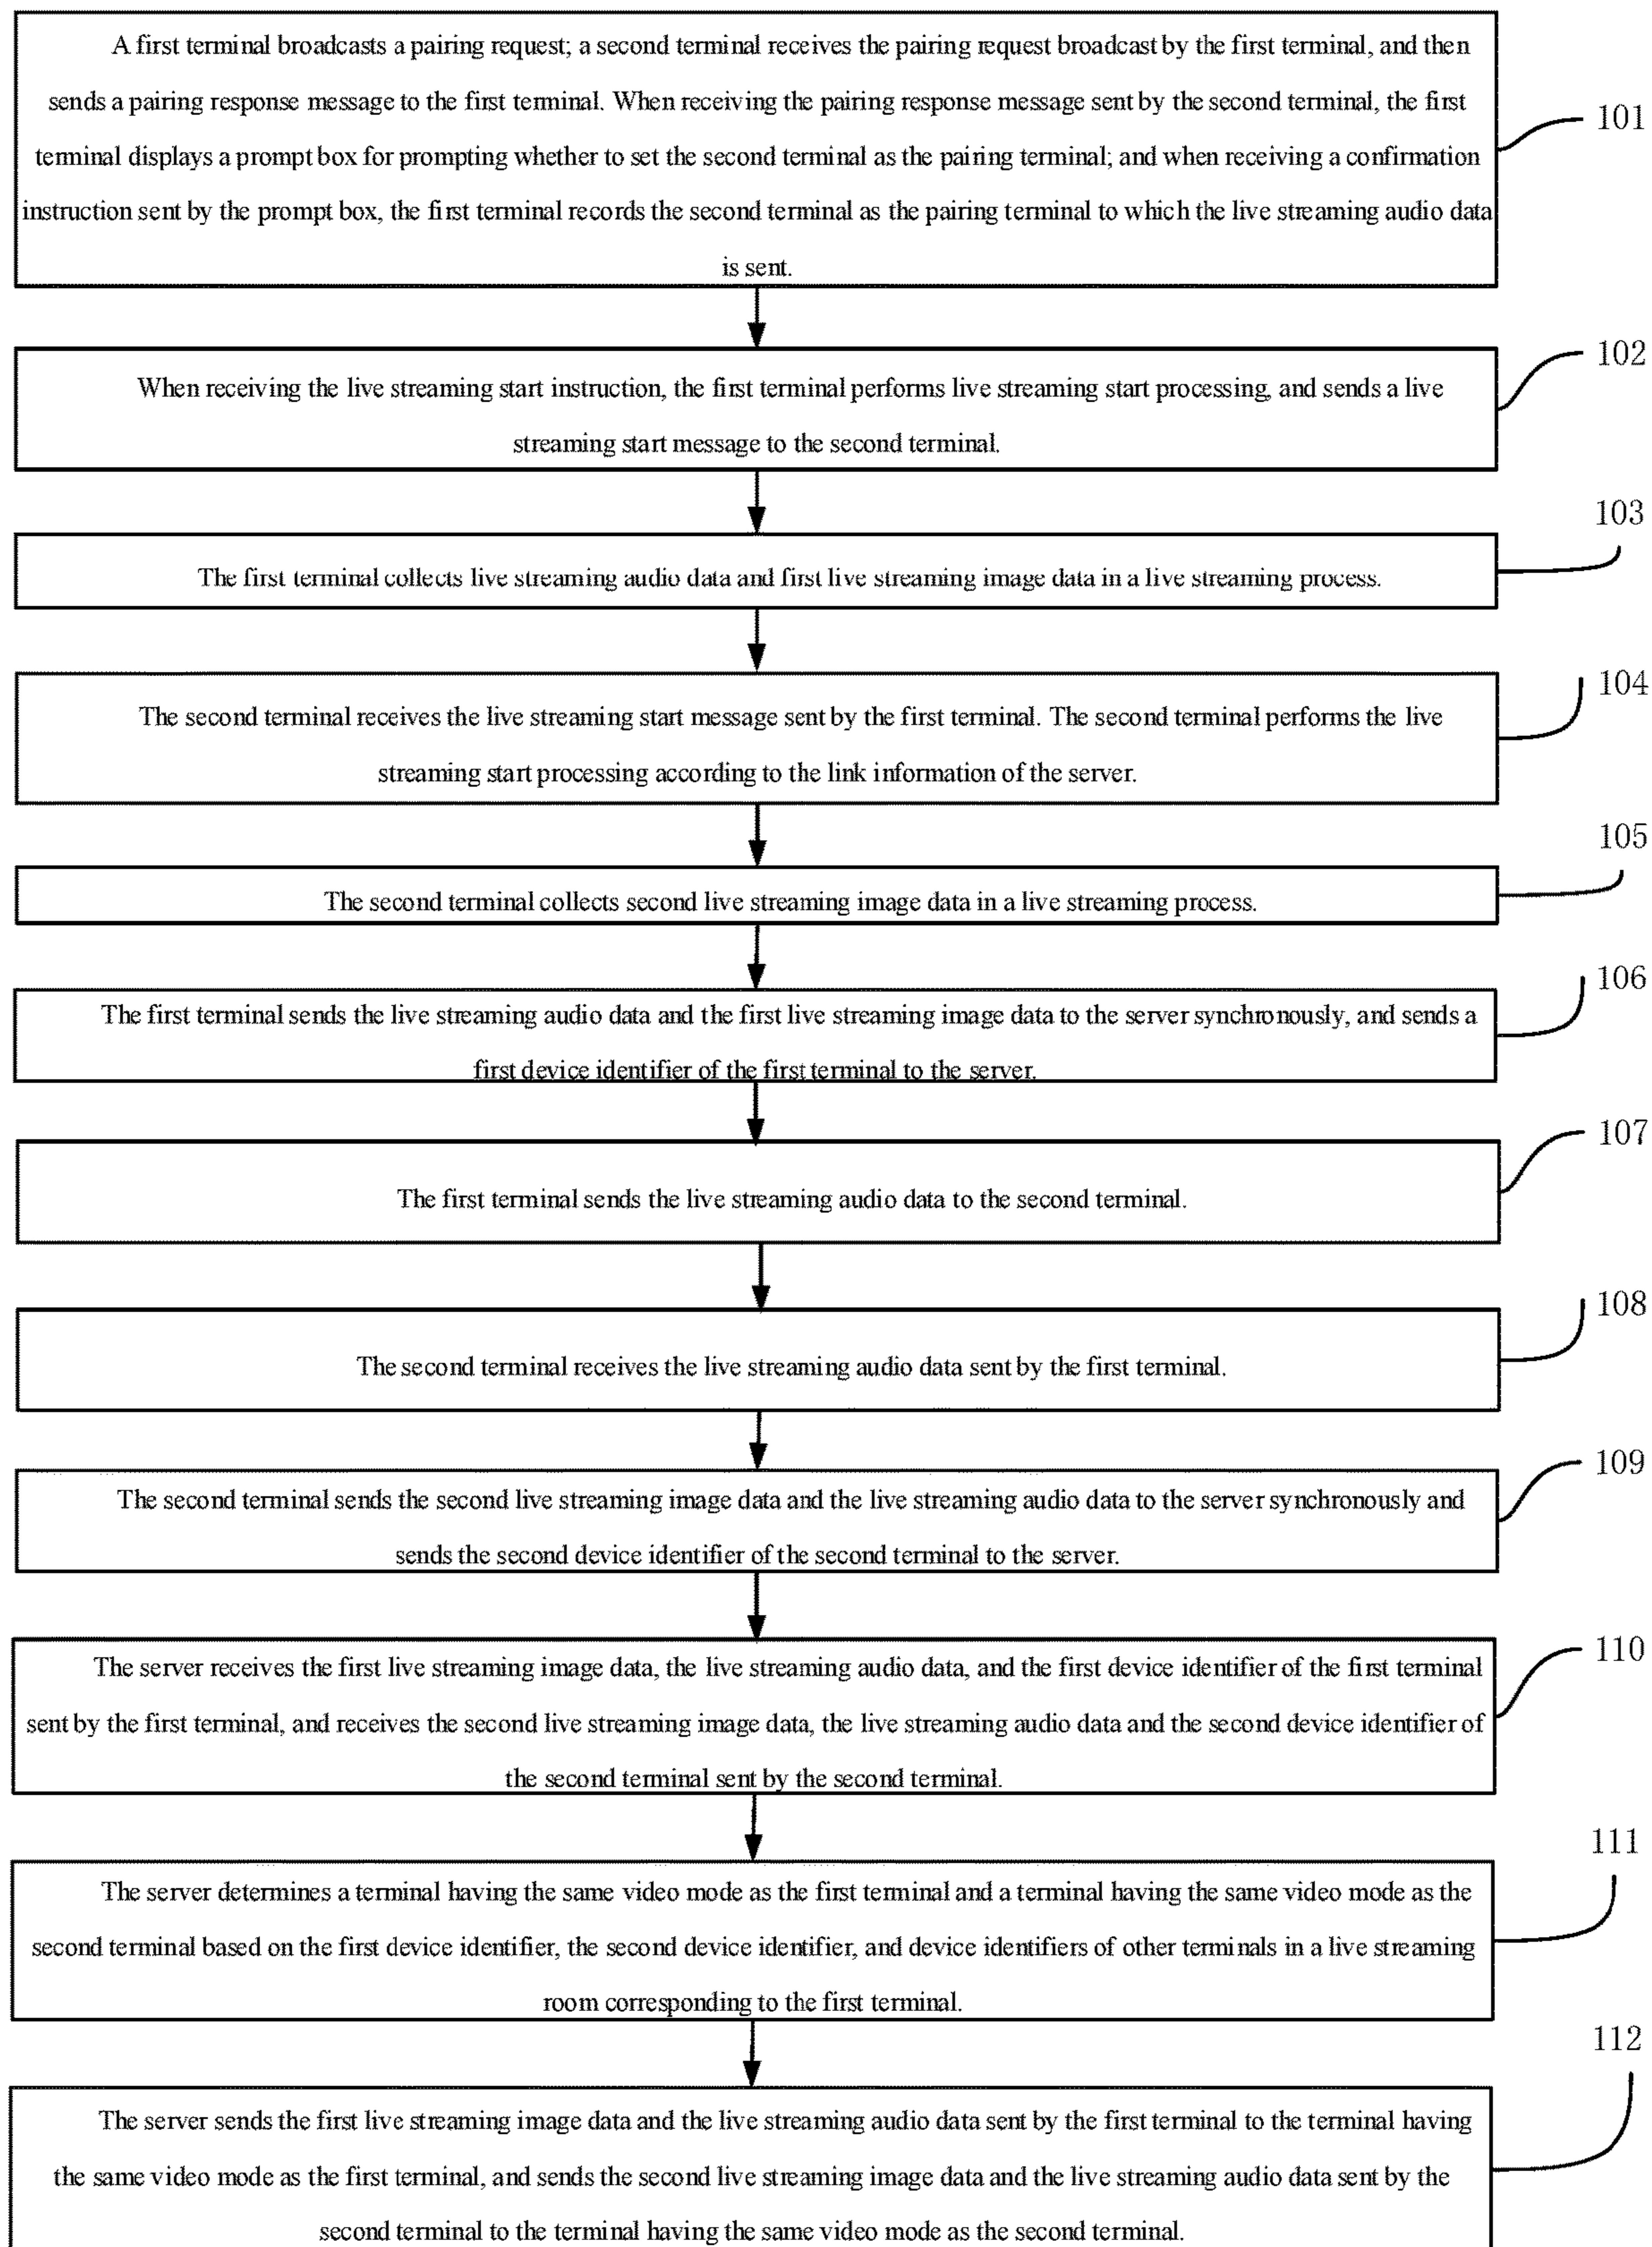 A first terminal broadcasts a pairing request; a second terminal receives the pairing request broadcast by the first terminal, and then
sends a pairing response message to the first terminal. When receiving the pairing response message sent by the second terminal, the first
terminal displays a prompt box for prompting whether to set the second terminal as the pairing terminal; and when receiving a confirmation
instruction sent by the prompt box, the first terminal records the second terminal as the pairing terminal to which the live streaming audio data
is sent.
101
When receiving the live streaming start instruction, the first terminal performs live streaming start processing, and sends a live
streaming start message to the second terminal.
102
The first terminal collects live streaming audio data and first live streaming image data in a live streaming process.
103
The second terminal receives the live streaming start message sent by the first terminal. The second terminal performs the live
streaming start processing according to the link information of the server.
104
The second terminal collects second live streaming image data in a live streaming process.
105
The first terminal sends the live streaming audio data and the first live streaming image data to the server synchronously, and sends a
first device identifier of the first terminal to the server.
106
The first terminal sends the live streaming audio data to the second terminal.
107
The second terminal receives the live streaming audio data sent by the first terminal.
108
The second terminal sends the second live streaming image data and the live streaming audio data to the server synchronously and
sends the second device identifier of the second terminal to the server.
109
The server receives the first live streaming image data, the live streaming audio data, and the first device identifier of the first terminal
sent by the first terminal, and receives the second live streaming image data, the live streaming audio data and the second device identifier of
the second terminal sent by the second terminal.
110
The server determines a terminal having the same video mode as the first terminal and a terminal having the same video mode as the
second terminal based on the first device identifier, the second device identifier, and device identifiers of other terminals in a live streaming
room corresponding to the first terminal.
111
The server sends the first live streaming image data and the live streaming audio data sent by the first terminal to the terminal having
the same video mode as the first terminal, and sends the second live streaming image data and the live streaming audio data sent by the
second terminal to the terminal having the same video mode as the second terminal.
112